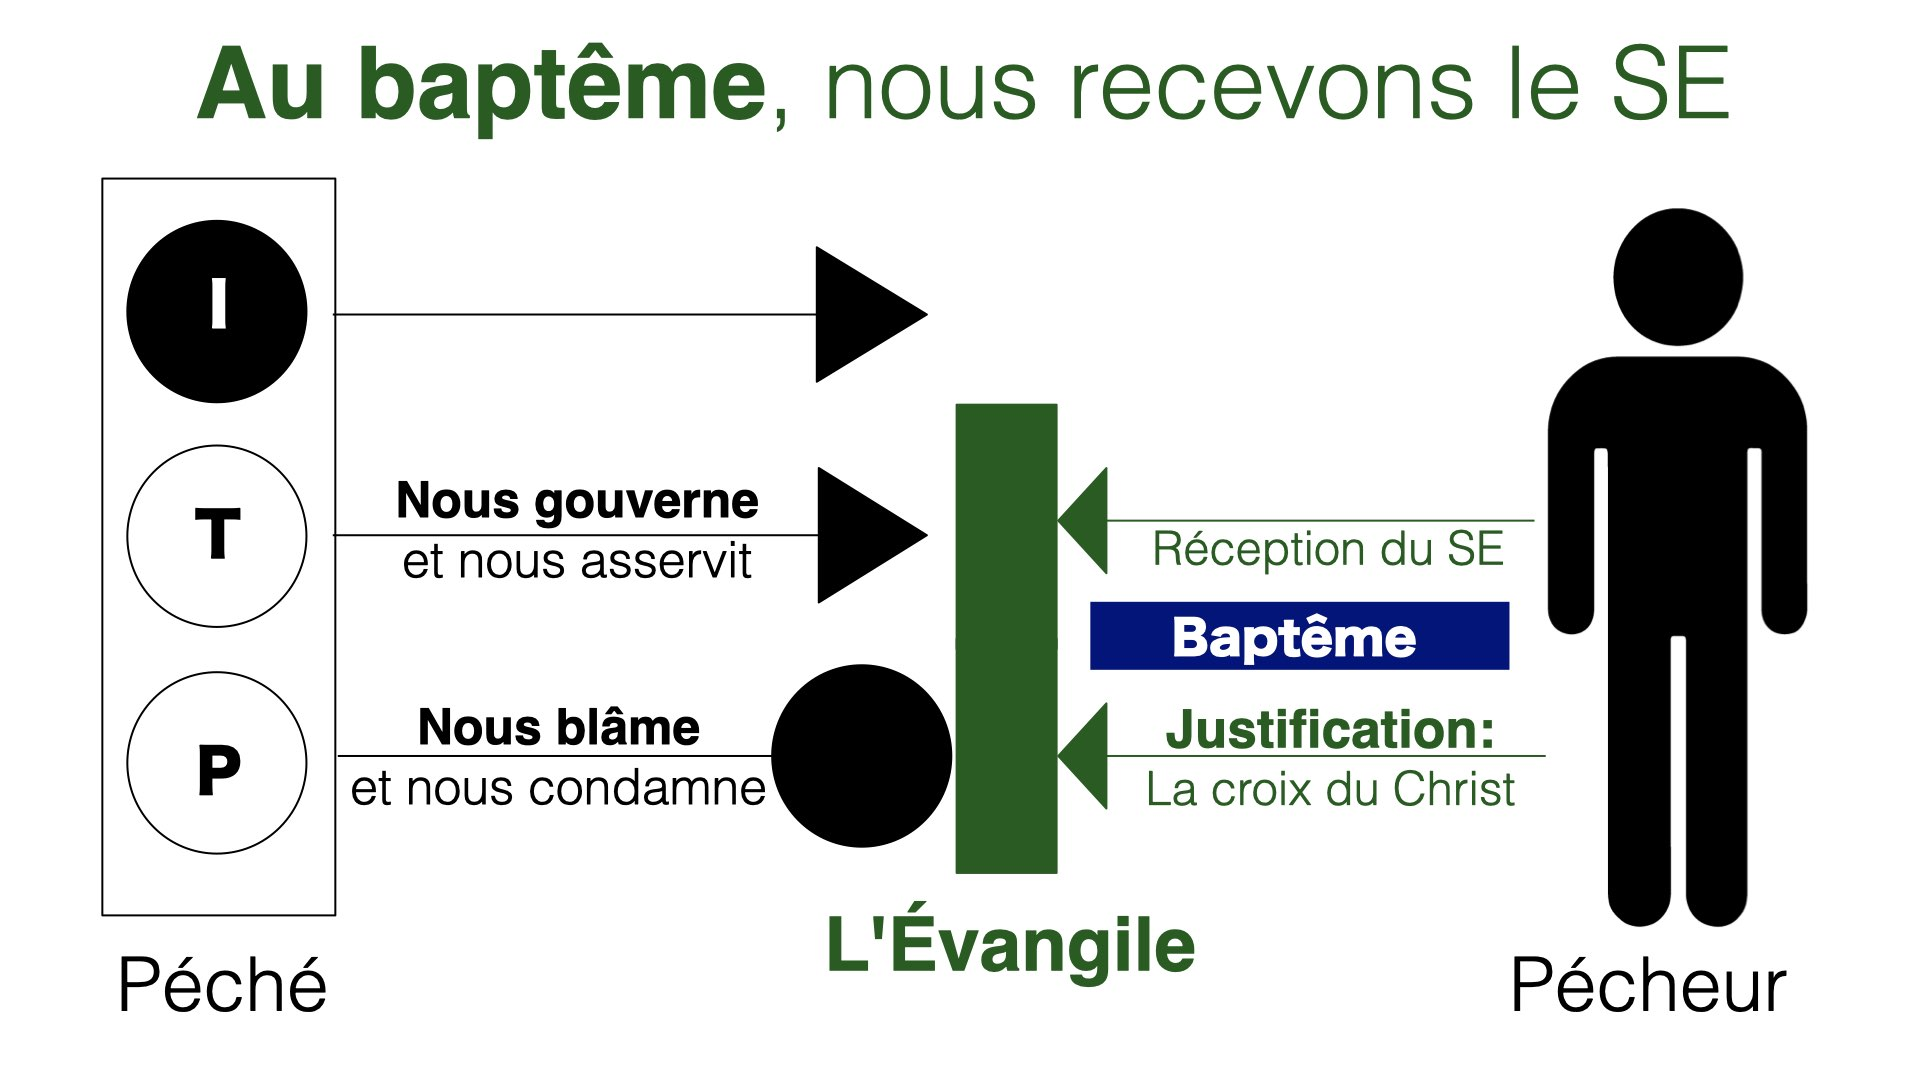 Au baptême, nous recevons le SE
I
T
Nous gouverne
et nous asservit
Réception du SE
Baptême
P
Nous blâme
et nous condamne
Justification:
La croix du Christ
L'Évangile
Péché
Pécheur